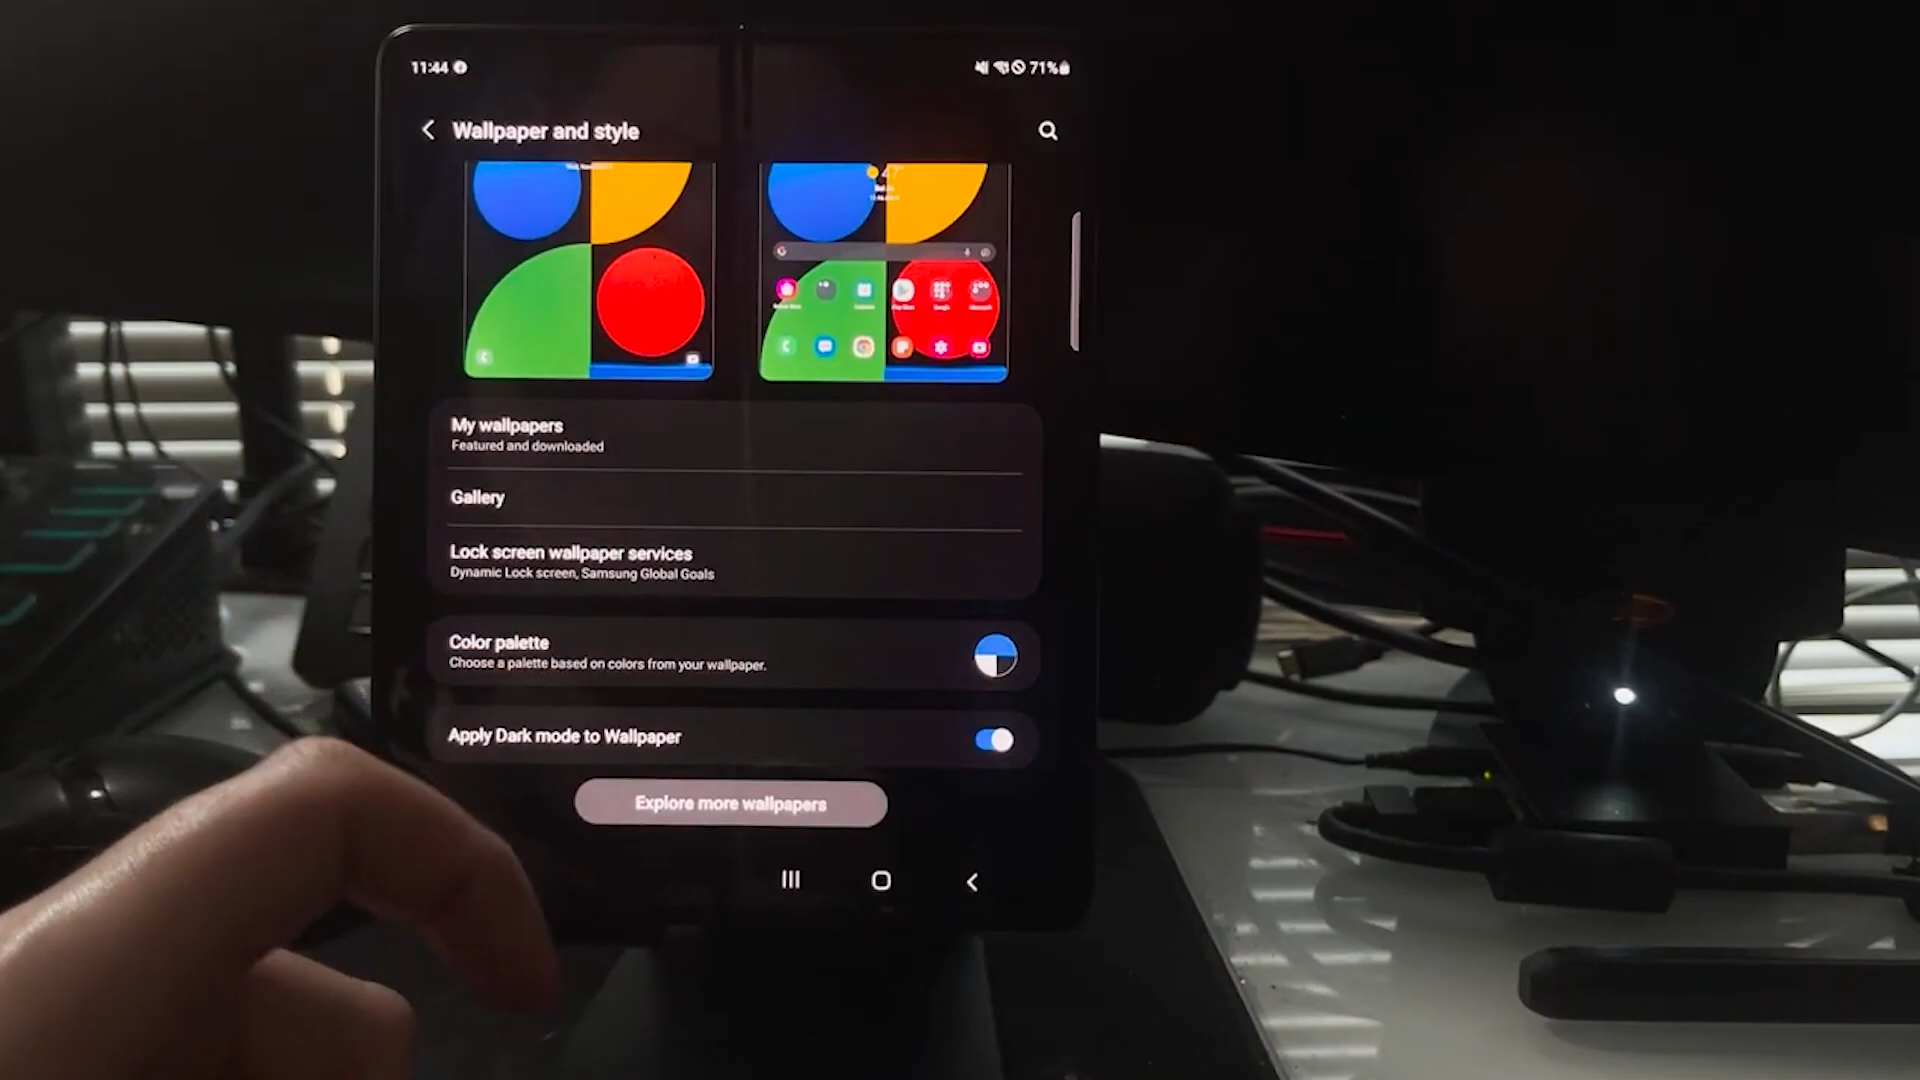 11:44
71%
Wallpaper and style
My wallpapers
Featured and downloaded
Gallery
Lock screen wallpaper services
Dynamic Lock screen, Samsung Global Goals
Color palette
Choose a palette based on colors from your wallpaper.
Apply Dark mode to Wallpaper
Explore more wallpapers